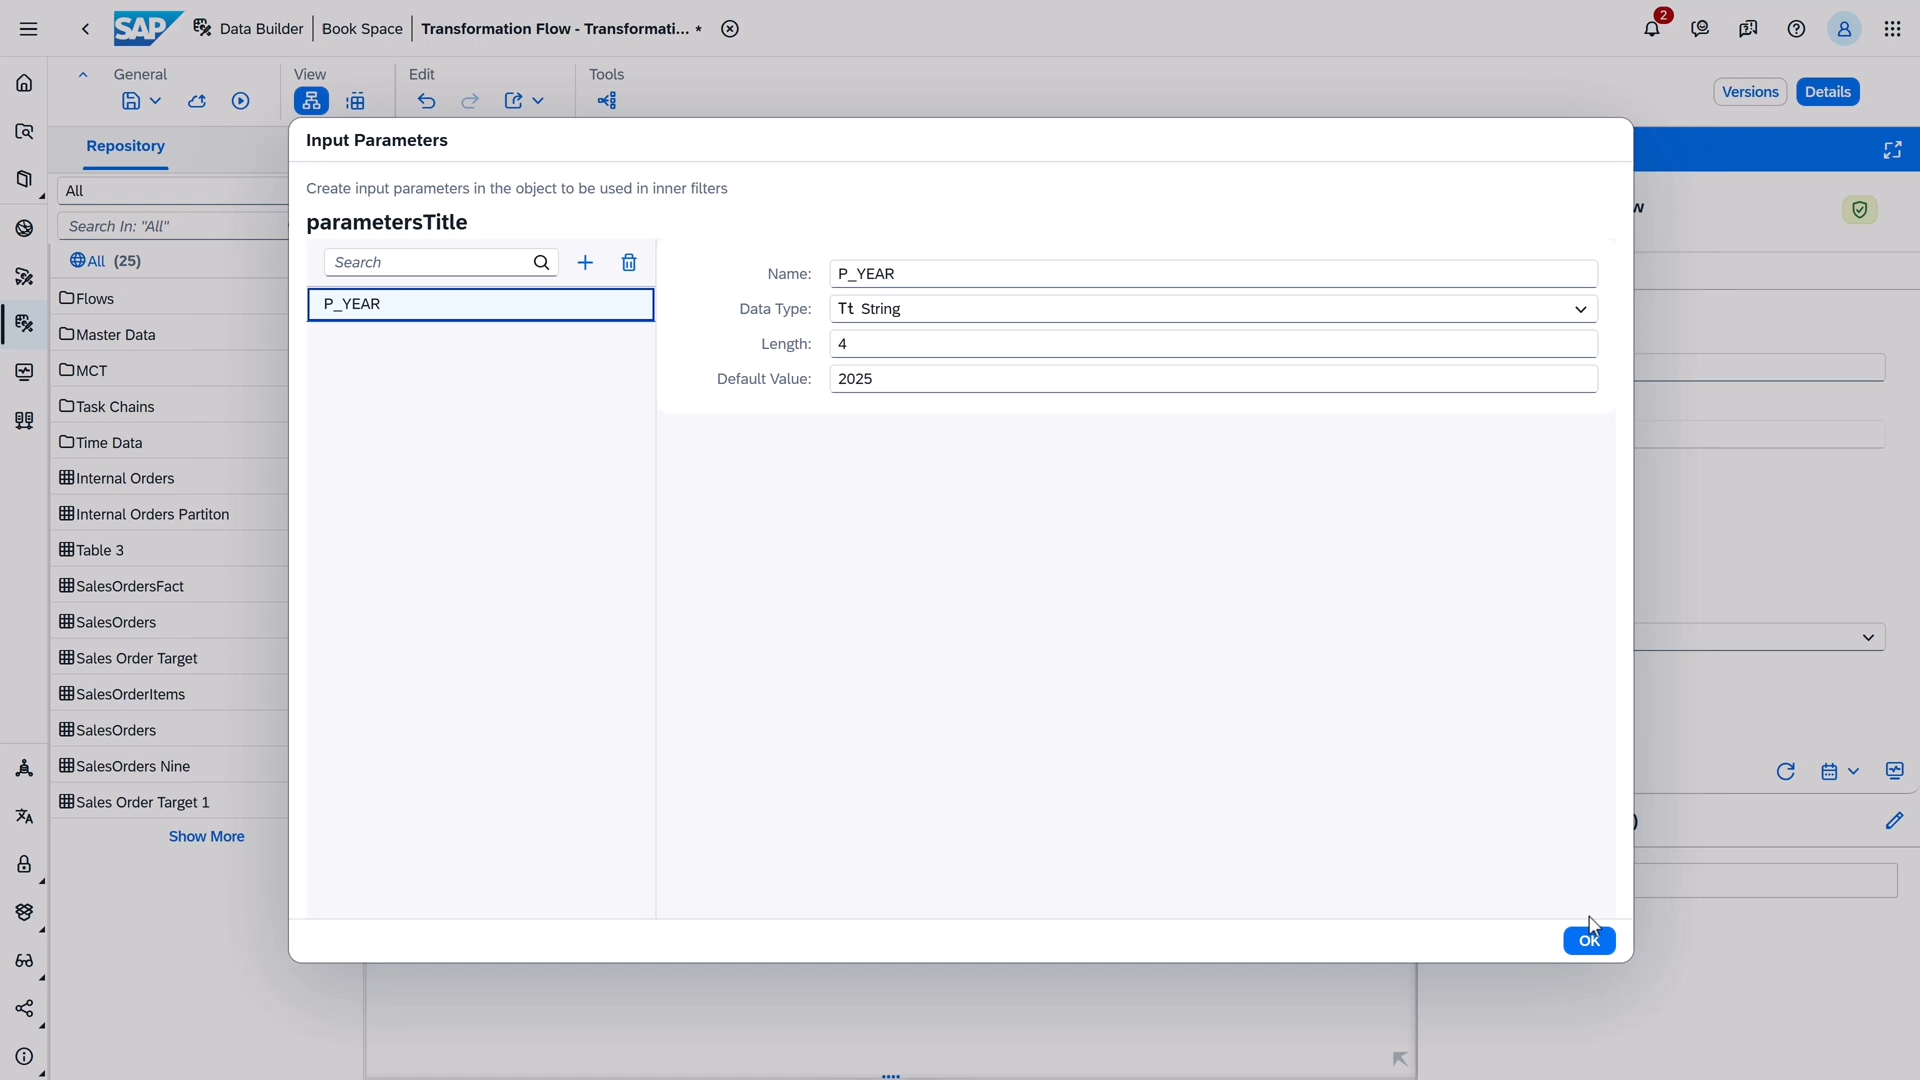 SAP
Data Builder
Book Space
Transformation Flow - Transformati... *
2
General
View
Edit
Tools
Versions
Details
Repository
All
Search In: "All"
All (25)
Flows
Master Data
MCT
Task Chains
Time Data
Internal Orders
Internal Orders Partiton
Table 3
SalesOrdersFact
SalesOrders
Sales Order Target
SalesOrderItems
SalesOrders
SalesOrders Nine
Sales Order Target 1
Show More
Input Parameters
Create input parameters in the object to be used in inner filters
parametersTitle
Search
P_YEAR
Name: P_YEAR
Data Type: Tt String
Length: 4
Default Value: 2025
OK
w
)